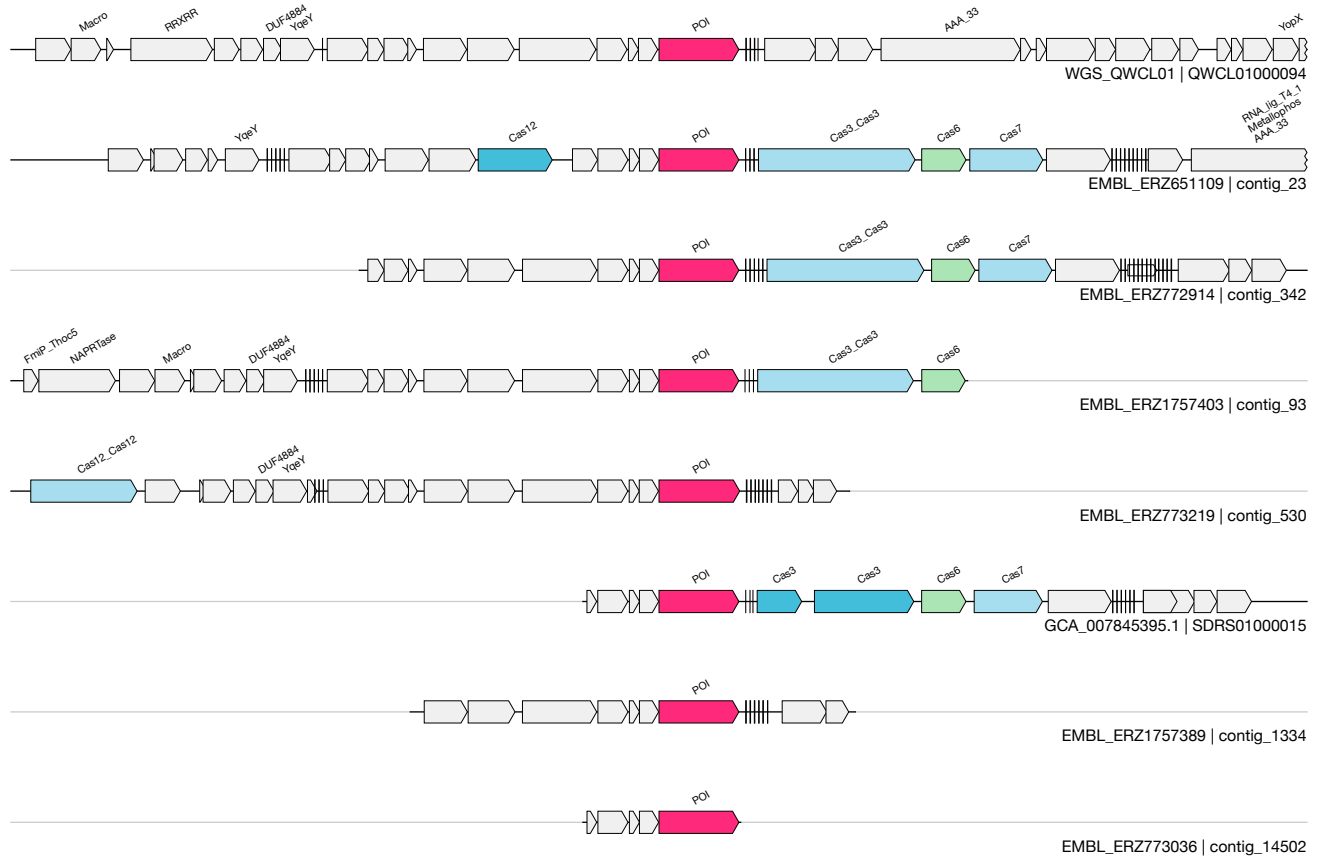 Macro RRXRR DUF4884 YqeY POI AAA_33 YopX
WGS_QWCL01 | QWCL01000094
YqeY Cas12 POI Cas3_Cas3 Cas6 Cas7 RNA_lig_T4_1
Metallophos
AAA_33
EMBL_ERZ651109 | contig_23
POI Cas3_Cas3 Cas6 Cas7
EMBL_ERZ772914 | contig_342
FmiP_Thoc5 NAPRTase Macro DUF4884 YqeY POI Cas3_Cas3 Cas6
EMBL_ERZ1757403 | contig_93
Cas12_Cas12 DUF4884 YqeY POI
EMBL_ERZ773219 | contig_530
POI Cas3 Cas3 Cas6 Cas7
GCA_007845395.1 | SDRS01000015
POI
EMBL_ERZ1757389 | contig_1334
POI
EMBL_ERZ773036 | contig_14502